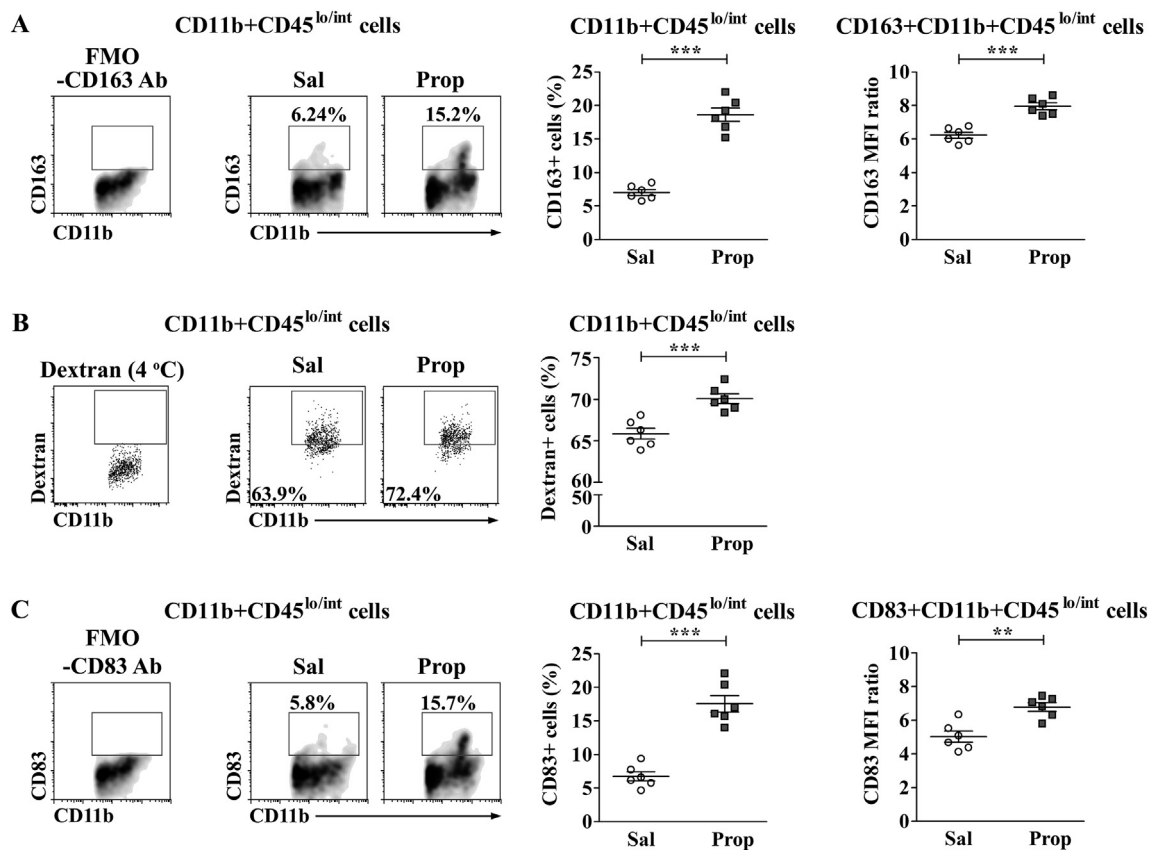 A
CD11b+CD45lo/int cells
FMO
-CD163 Ab
Sal
Prop
6.24%
15.2%
CD163
CD11b
CD163
CD11b
CD11b+CD45lo/int cells
***
CD163+ cells (%)
25
20
15
10
5
0
Sal
Prop
CD163+CD11b+CD45lo/int cells
***
CD163 MFI ratio
10
8
6
4
2
0
Sal
Prop
B
CD11b+CD45lo/int cells
Dextran (4 °C)
Sal
Prop
Dextran
CD11b
Dextran
63.9%
72.4%
CD11b
CD11b+CD45lo/int cells
***
Dextran+ cells (%)
75
70
65
60
50
0
Sal
Prop
C
CD11b+CD45lo/int cells
FMO
-CD83 Ab
Sal
Prop
5.8%
15.7%
CD83
CD11b
CD83
CD11b
CD11b+CD45lo/int cells
***
CD83+ cells (%)
25
20
15
10
5
0
Sal
Prop
CD83+CD11b+CD45lo/int cells
**
CD83 MFI ratio
10
8
6
4
2
0
Sal
Prop